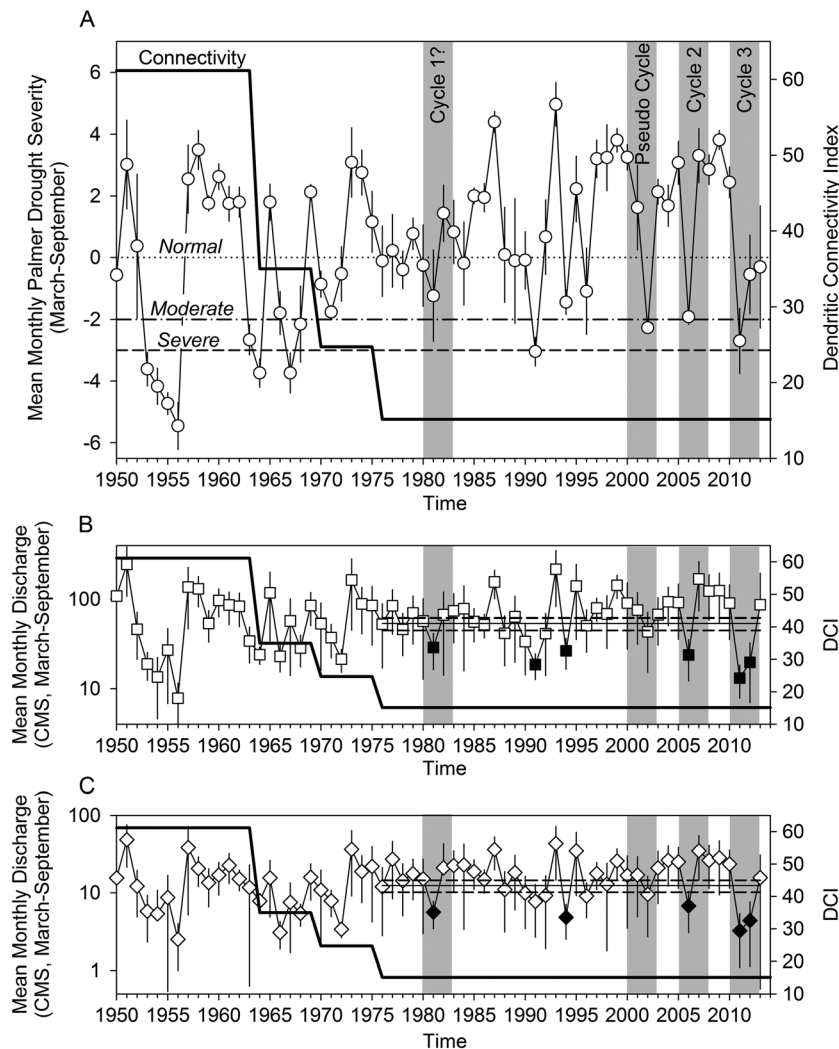 A
Mean Monthly Palmer Drought Severity
(March-September)
6
4
2
0
-2
-4
-6
Connectivity
Normal
Moderate
Severe
Cycle 1?
Pseudo Cycle
Cycle 2
Cycle 3
60
50
40
30
20
10
Dendritic Connectivity Index
1950 1955 1960 1965 1970 1975 1980 1985 1990 1995 2000 2005 2010
Time
B
Mean Monthly Discharge
(CMS, March-September)
100
10
60
50
40
30
20
10
DCI
1950 1955 1960 1965 1970 1975 1980 1985 1990 1995 2000 2005 2010
Time
C
Mean Monthly Discharge
(CMS, March-September)
100
10
1
60
50
40
30
20
10
DCI
1950 1955 1960 1965 1970 1975 1980 1985 1990 1995 2000 2005 2010
Time